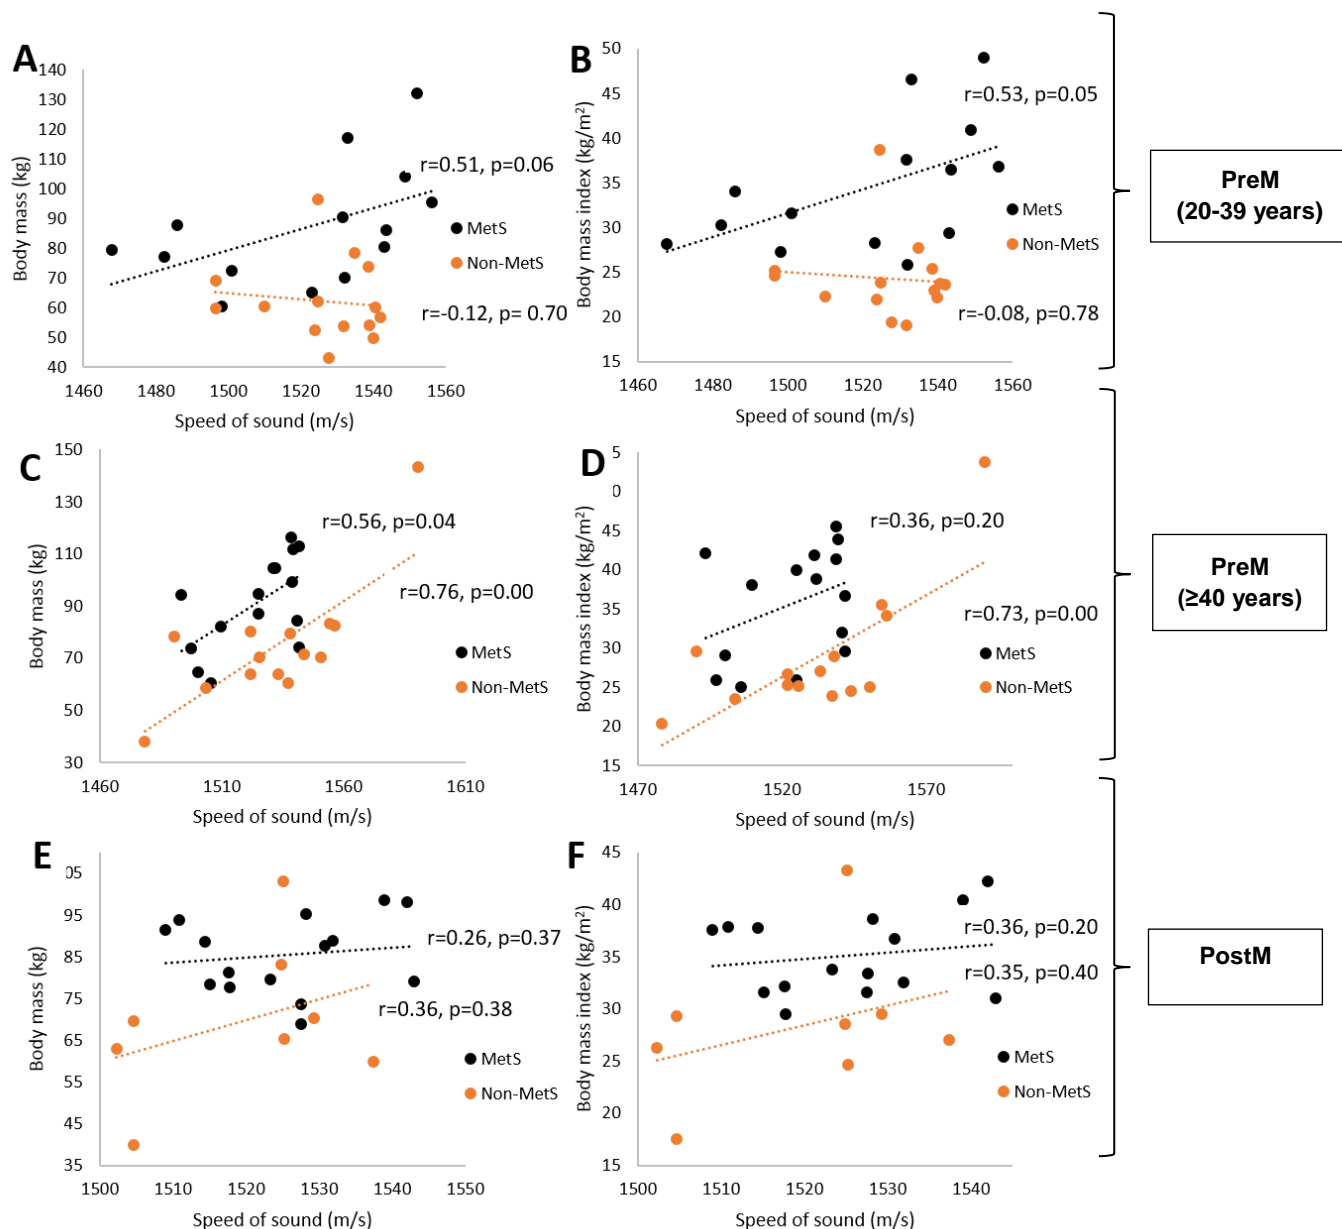 A
Body mass (kg)
140
130
120
110
100
90
80
70
60
50
40
r=0.51, p=0.06
MetS
Non-MetS
r=-0.12, p= 0.70
1460
1480
1500
1520
1540
1560
Speed of sound (m/s)
B
Body mass index (kg/m²)
50
45
40
35
30
25
20
15
r=0.53, p=0.05
MetS
Non-MetS
r=-0.08, p=0.78
1460
1480
1500
1520
1540
1560
Speed of sound (m/s)
PreM
(20-39 years)
C
Body mass (kg)
150
130
110
90
70
50
30
r=0.56, p=0.04
r=0.76, p=0.00
MetS
Non-MetS
1460
1510
1560
1610
Speed of sound (m/s)
D
Body mass index (kg/m²)
5
0
45
40
35
30
25
20
15
r=0.36, p=0.20
r=0.73, p=0.00
MetS
Non-MetS
1470
1520
1570
Speed of sound (m/s)
PreM
(≥40 years)
E
Body mass (kg)
05
95
85
75
65
55
45
35
r=0.26, p=0.37
r=0.36, p=0.38
MetS
Non-MetS
1500
1510
1520
1530
1540
1550
Speed of sound (m/s)
F
Body mass index (kg/m²)
45
40
35
30
25
20
15
r=0.36, p=0.20
r=0.35, p=0.40
MetS
Non-MetS
1500
1510
1520
1530
1540
Speed of sound (m/s)
PostM